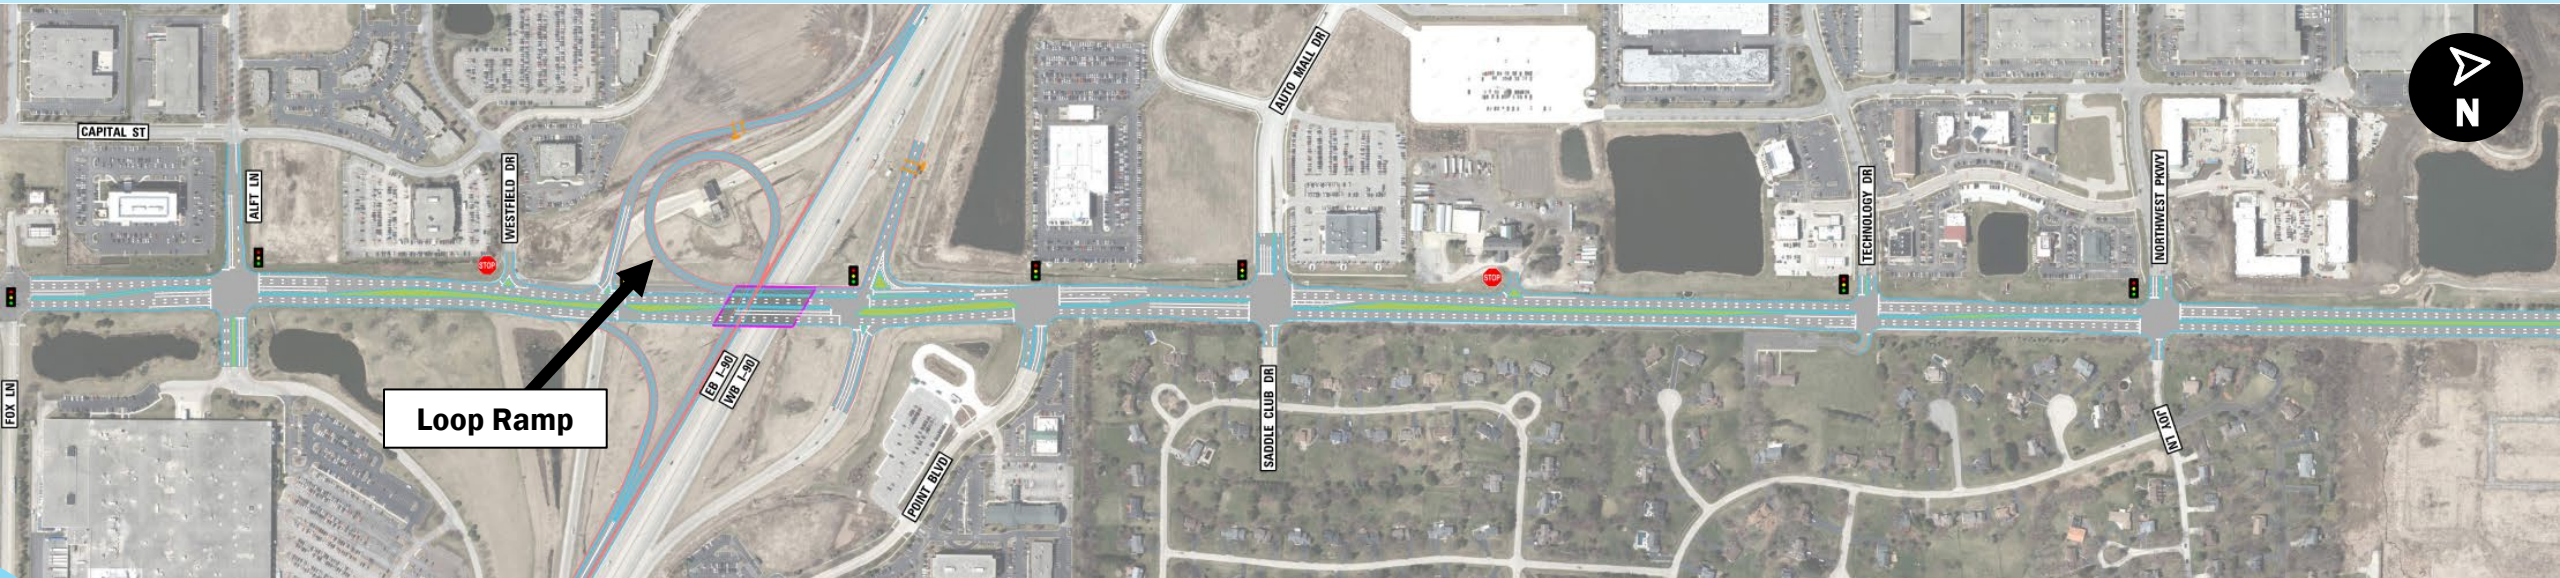 CAPITAL ST
ALFT LN
WESTFIELD DR
STOP
FOX LN
Loop Ramp
EB I-90
WB I-90
POINT BLVD
AUTO MALL DR
SADDLE CLUB DR
STOP
TECHNOLOGY DR
NORTHWEST PKWY
JOY LN
N